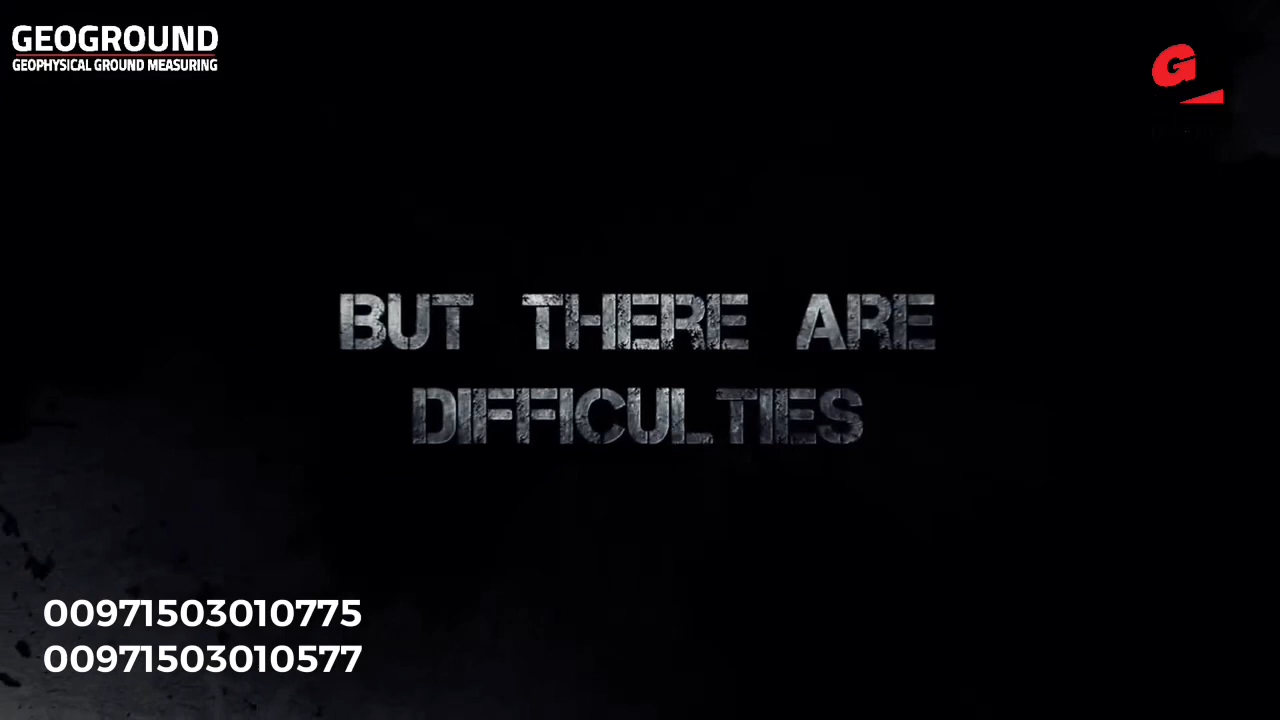 GEOGROUND
GEOPHYSICAL GROUND MEASURING
G
BUT THERE ARE
DIFFICULTIES
00971503010775
00971503010577